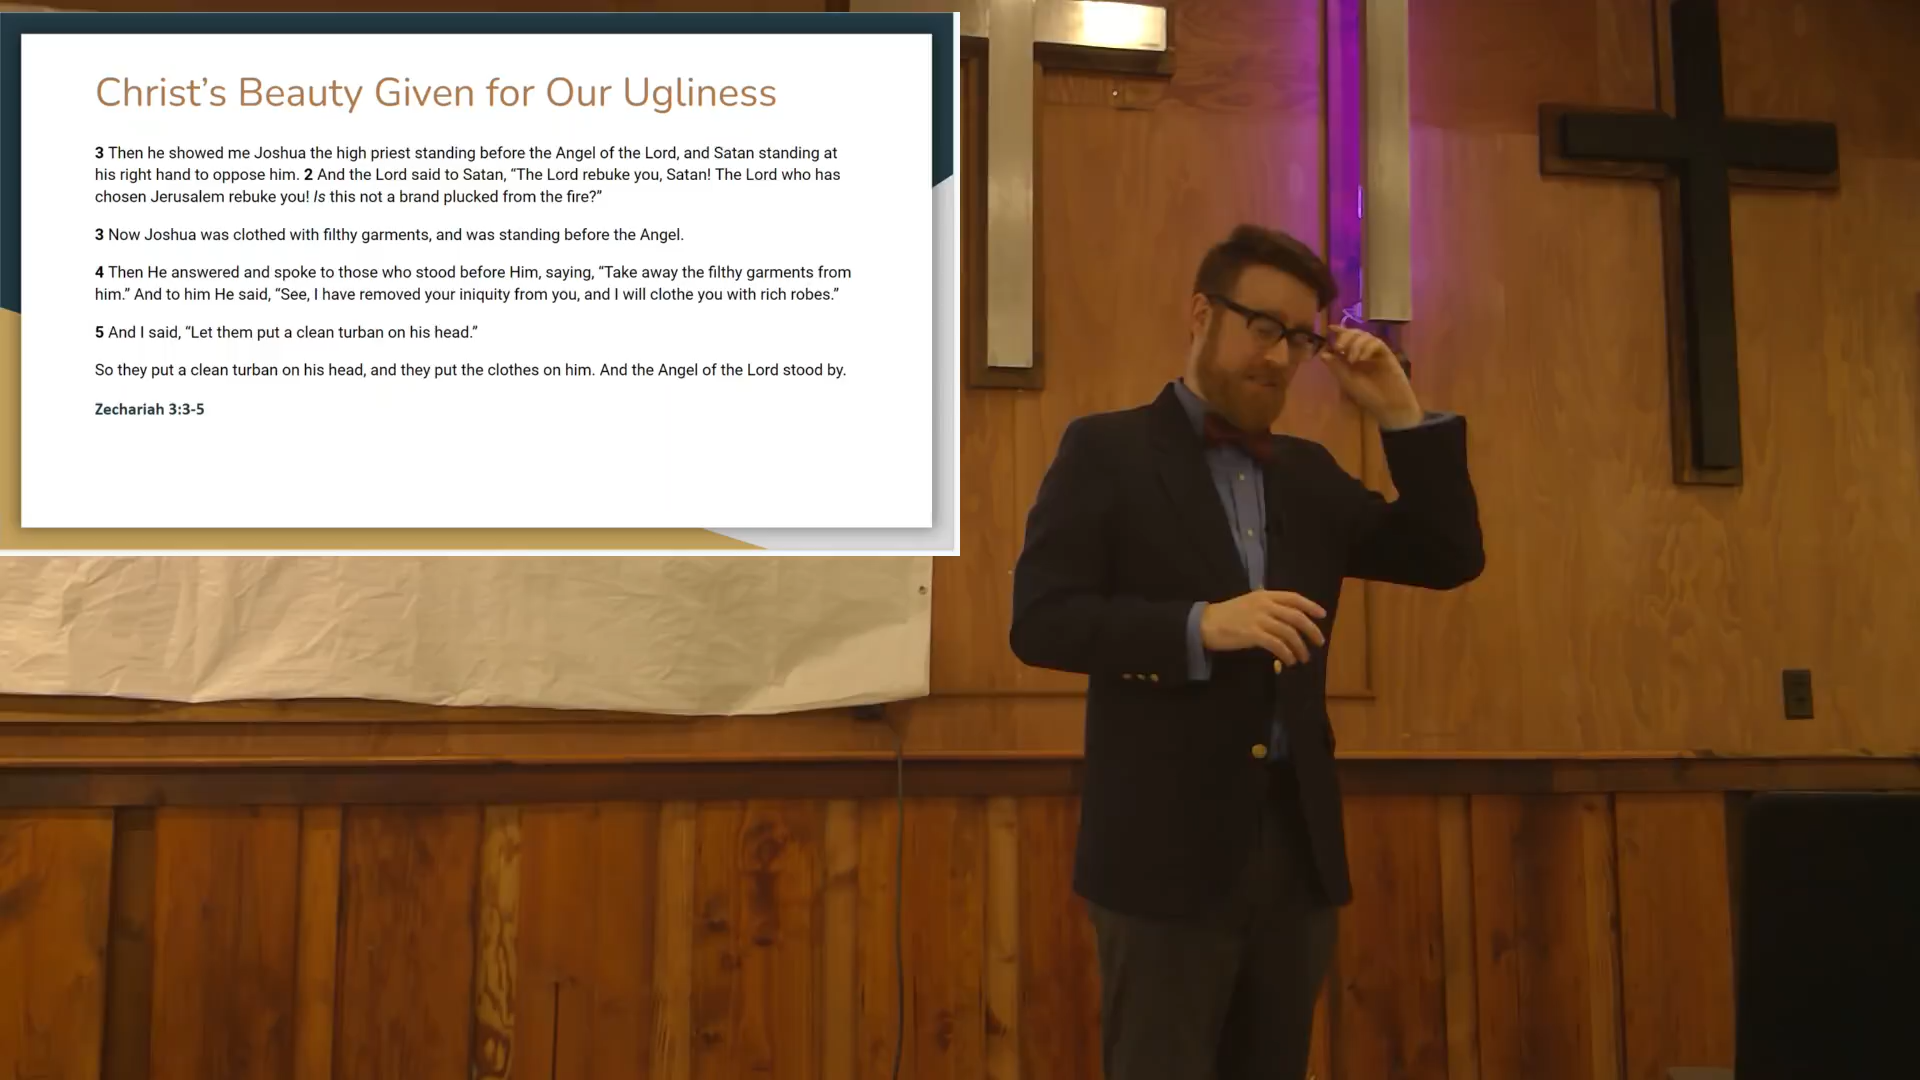 Christ’s Beauty Given for Our Ugliness
3 Then he showed me Joshua the high priest standing before the Angel of the Lord, and Satan standing at
his right hand to oppose him. 2 And the Lord said to Satan, “The Lord rebuke you, Satan! The Lord who has
chosen Jerusalem rebuke you! Is this not a brand plucked from the fire?”
3 Now Joshua was clothed with filthy garments, and was standing before the Angel.
4 Then He answered and spoke to those who stood before Him, saying, “Take away the filthy garments from
him.” And to him He said, “See, I have removed your iniquity from you, and I will clothe you with rich robes.”
5 And I said, “Let them put a clean turban on his head.”
So they put a clean turban on his head, and they put the clothes on him. And the Angel of the Lord stood by.
Zechariah 3:3-5